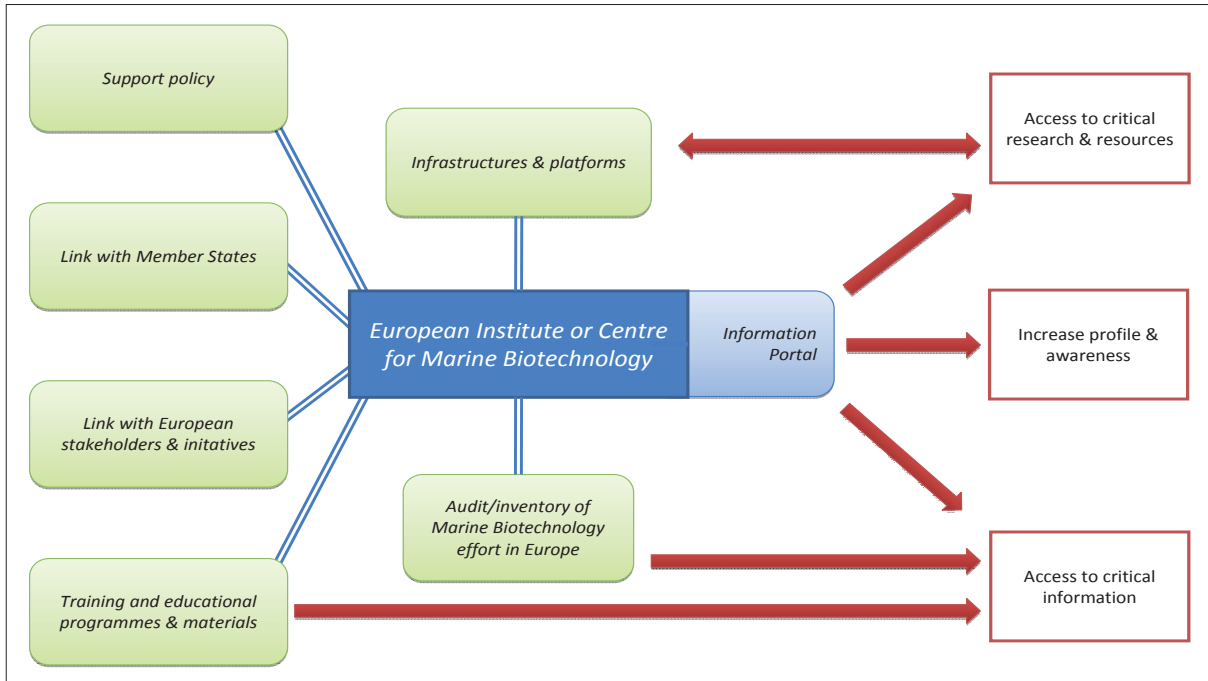 Support policy
Infrastructures & platforms
Access to critical
research & resources
Link with Member States
European Institute or Centre
for Marine Biotechnology
Information
Portal
Increase profile &
awareness
Link with European
stakeholders & initatives
Audit/inventory of
Marine Biotechnology
effort in Europe
Training and educational
programmes & materials
Access to critical
information